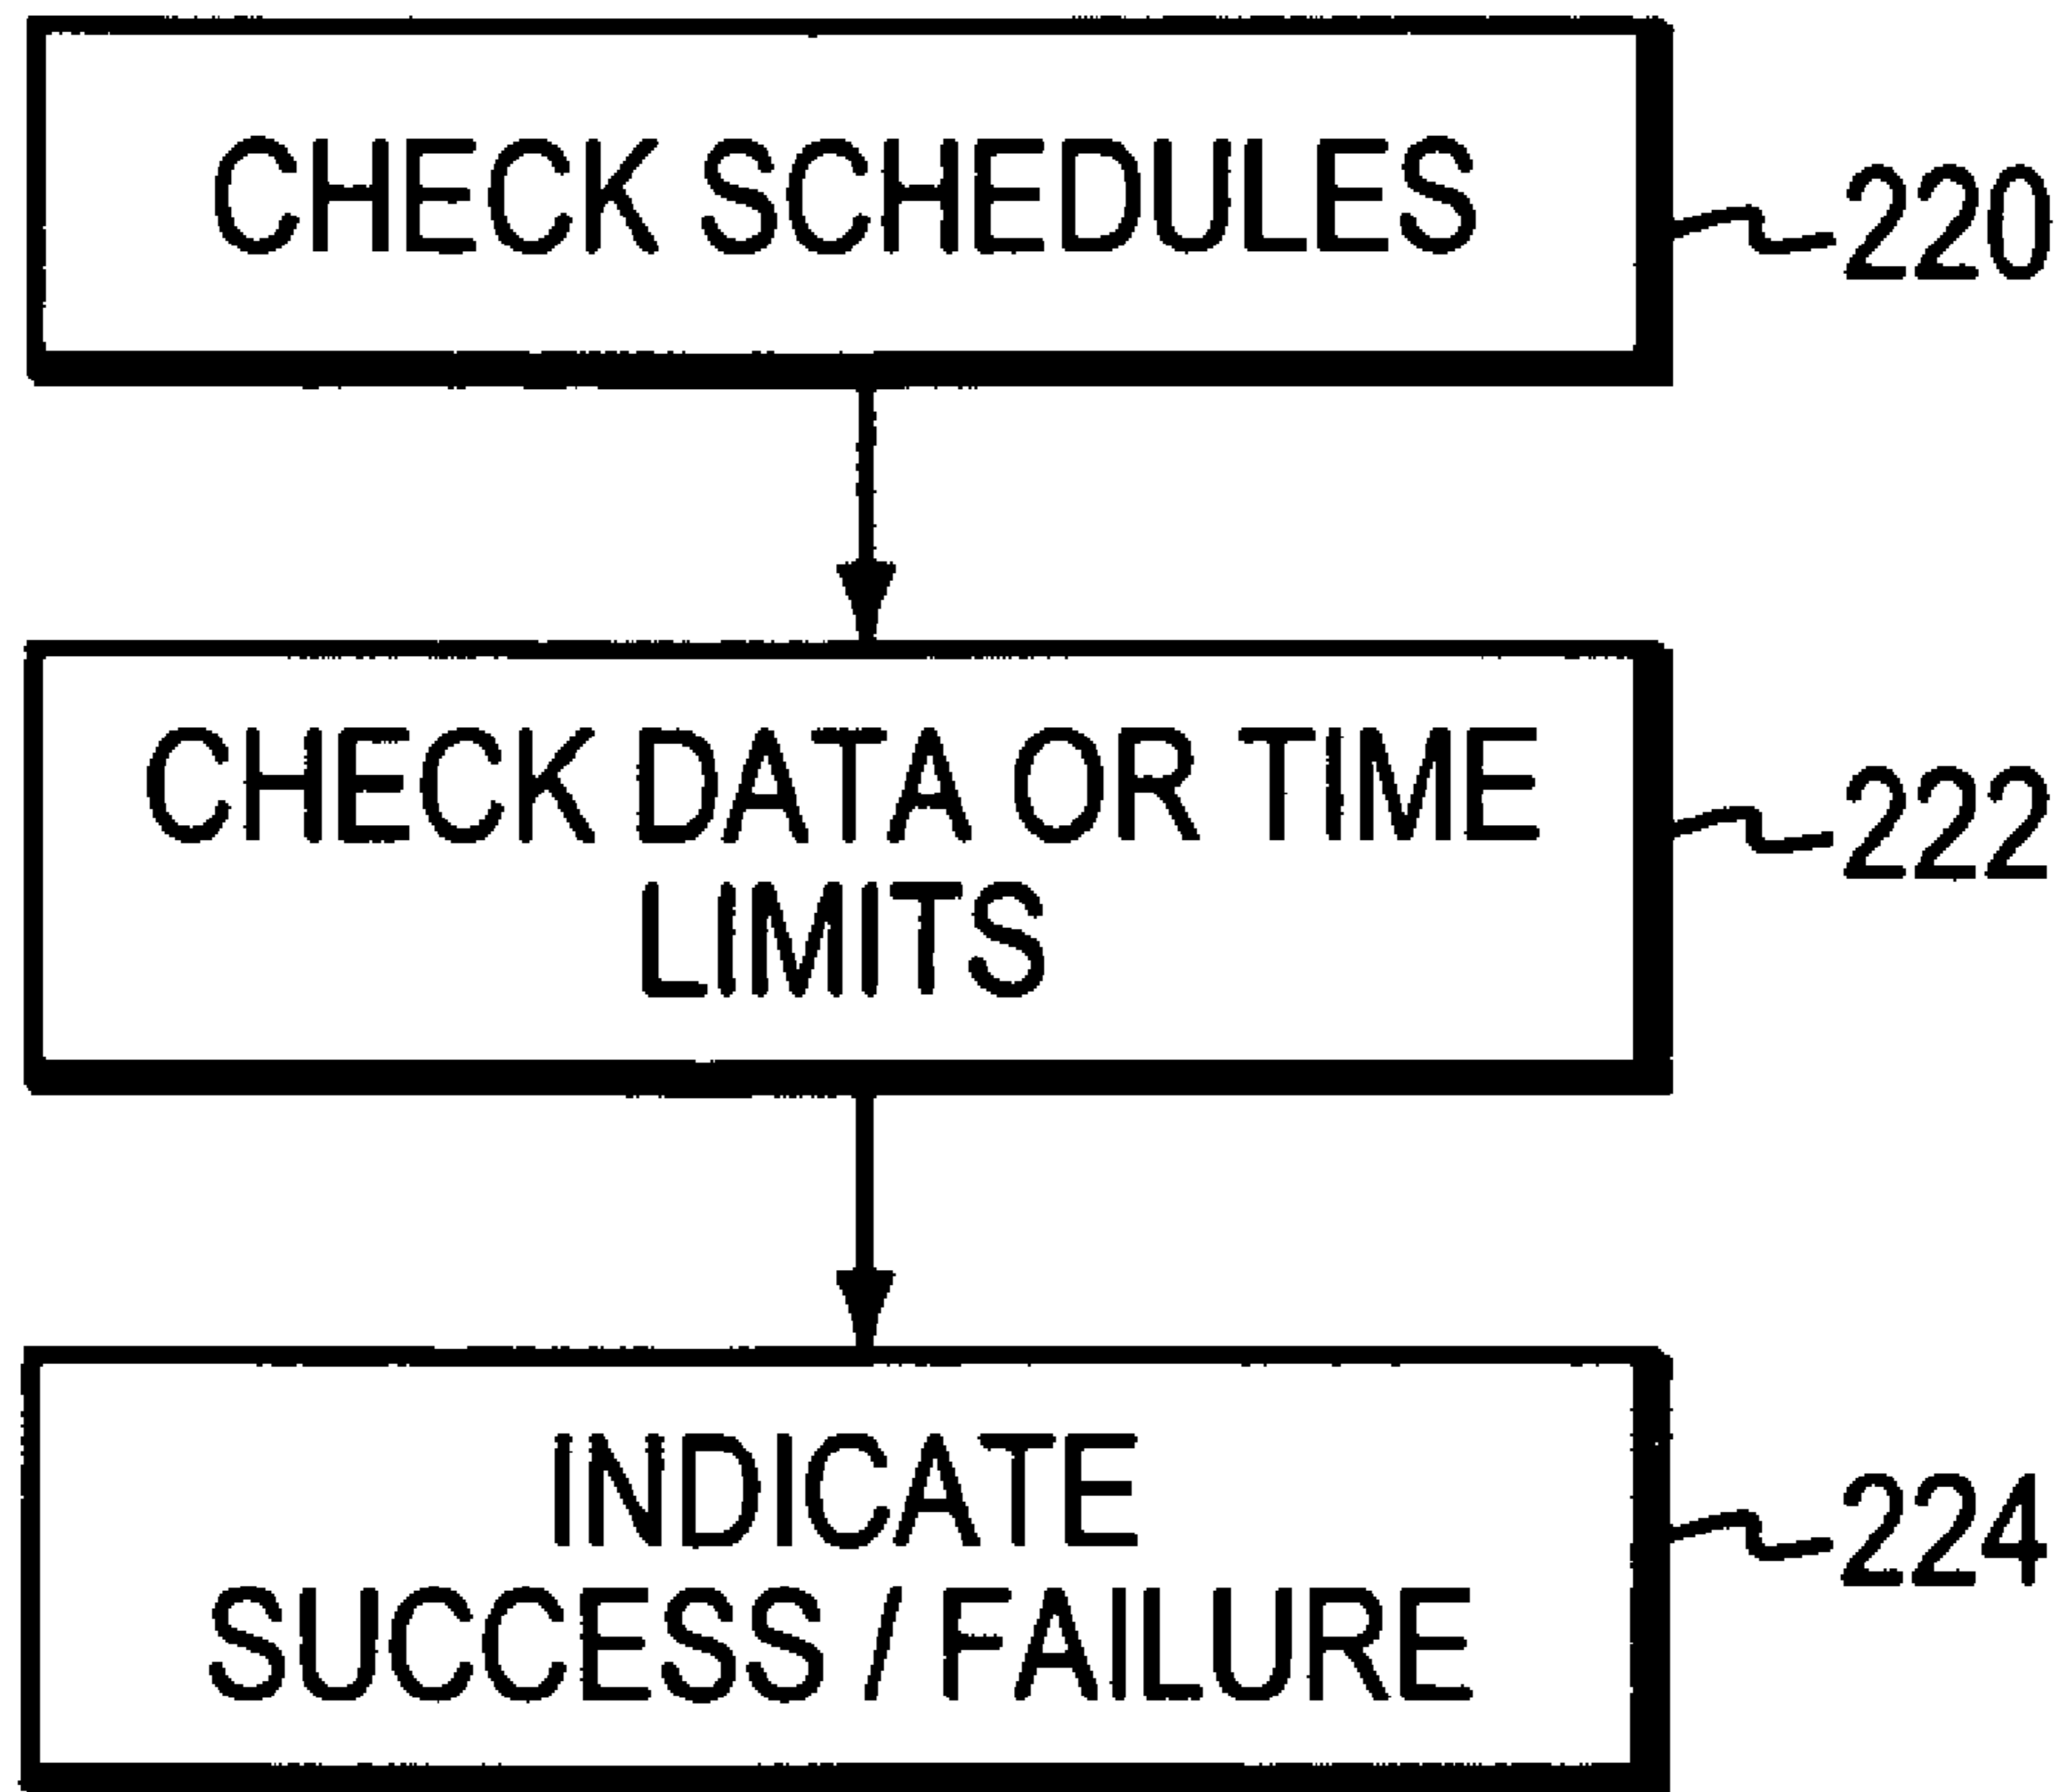 CHECK SCHEDULES
220
CHECK DATA OR TIME
LIMITS
222
INDICATE
SUCCESS / FAILURE
224